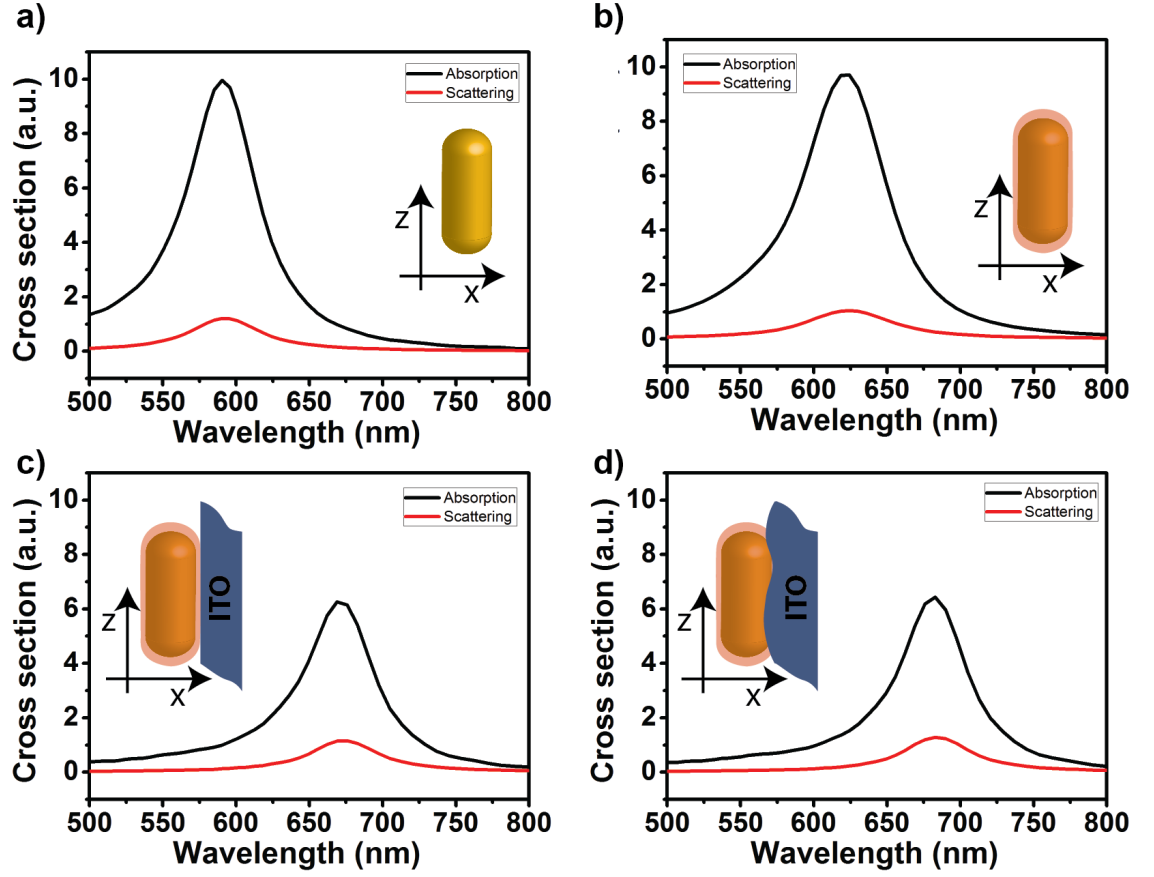 a)
Cross section (a.u.)
10
8
6
4
2
0
Absorption
Scattering
Z
X
500 550 600 650 700 750 800
Wavelength (nm)
b)
10
8
6
4
2
0
Absorption
Scattering
Z
X
500 550 600 650 700 750 800
Wavelength (nm)
c)
Cross section (a.u.)
10
8
6
4
2
0
Absorption
Scattering
ITO
Z
X
500 550 600 650 700 750 800
Wavelength (nm)
d)
Cross section (a.u.)
10
8
6
4
2
0
Absorption
Scattering
ITO
Z
X
500 550 600 650 700 750 800
Wavelength (nm)